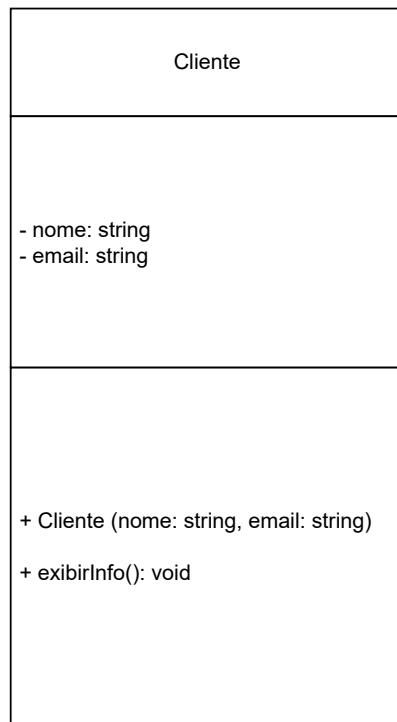 Cliente
- nome: string
- email: string
+ Cliente (nome: string, email: string)
+ exibirInfo(): void